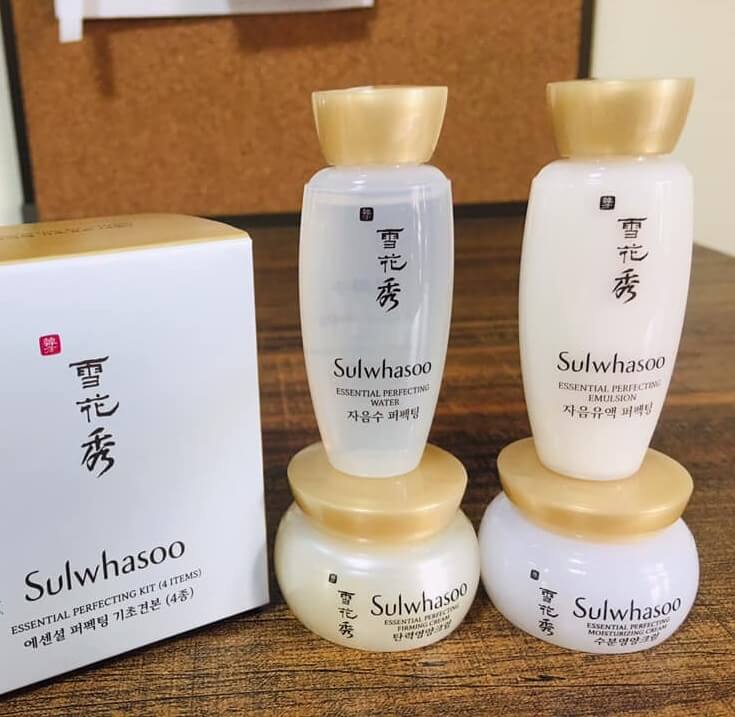 雪花秀
Sulwhasoo
ESSENTIAL PERFECTING KIT (4 ITEMS)
에센셜 퍼펙팅 기초견본 (4종)
雪花秀
Sulwhasoo
ESSENTIAL PERFECTING
WATER
자음수 퍼펙팅
雪花秀
Sulwhasoo
ESSENTIAL PERFECTING
EMULSION
자음유액 퍼펙팅
雪花秀
Sulwhasoo
ESSENTIAL PERFECTING
FIRMING CREAM
탄력영양크림
雪花秀
Sulwhasoo
ESSENTIAL PERFECTING
MOISTURIZING CREAM
수분영양크림